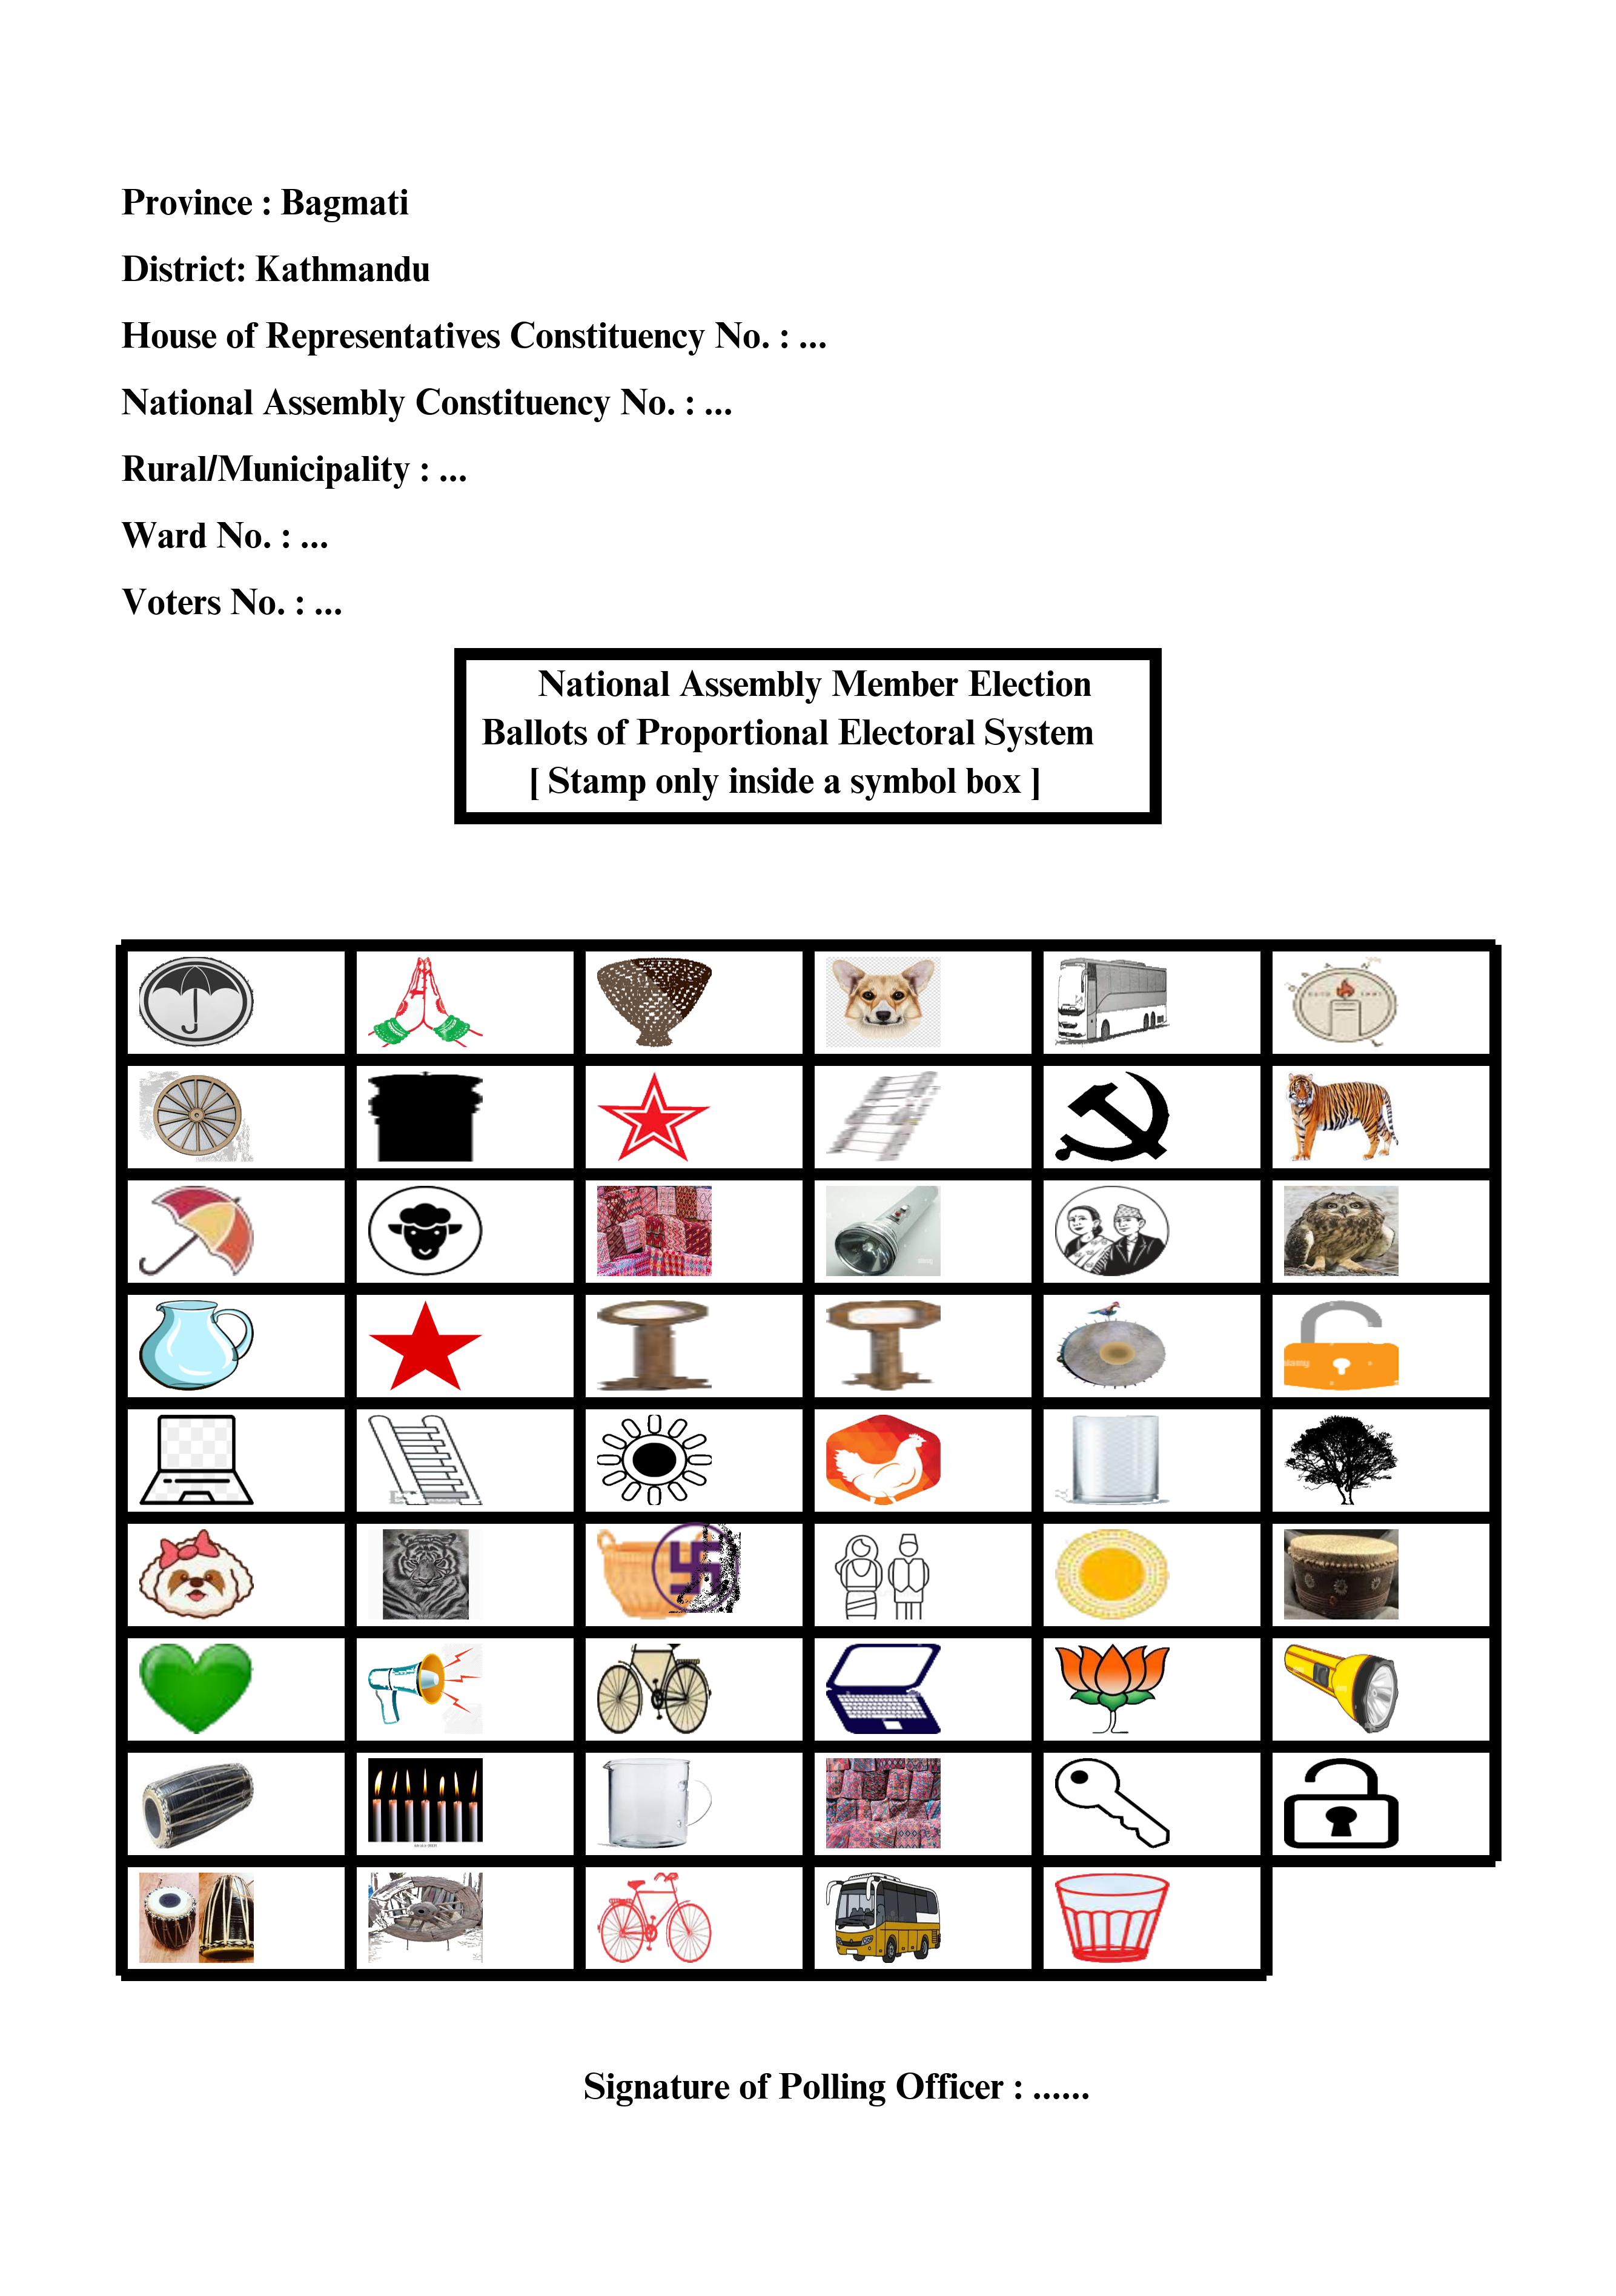 Province : Bagmati
District: Kathmandu
House of Representatives Constituency No. : ...
National Assembly Constituency No. : ...
Rural/Municipality : ...
Ward No. : ...
Voters No. : ...
National Assembly Member Election
Ballots of Proportional Electoral System
[ Stamp only inside a symbol box ]
Signature of Polling Officer : ......